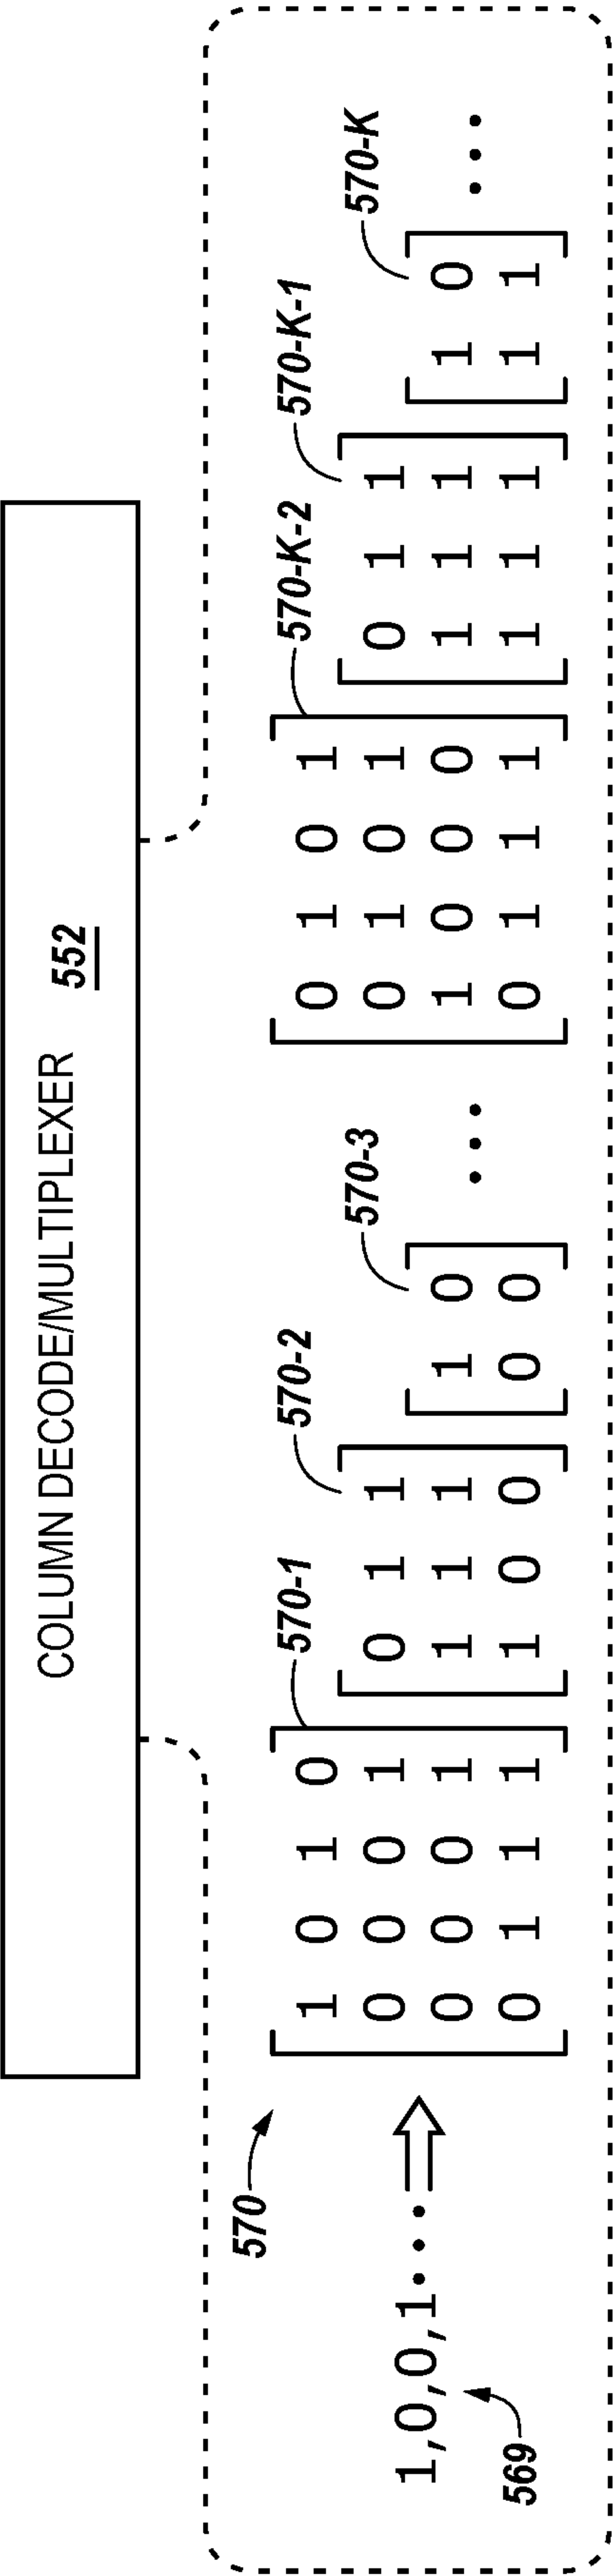 COLUMN DECODE/MULTIPLEXER 552
570
1,0,0,1•••
569
570-1
1 0 1 0
0 0 0 1
0 0 0 1
0 1 1 1
570-2
0 1 1
1 1 1
1 0 0
570-3
1 0
0 0
•••
570-K-2
0 1 0 1
0 1 0 1
1 0 0 0
0 1 1 1
570-K-1
0 1 1
1 1 1
1 1 1
570-K
1 0
1 1
•••